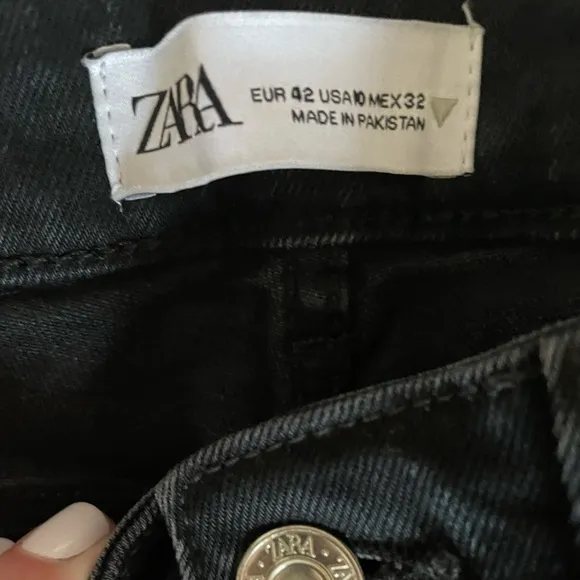 ZARA
EUR 42 USA 10 MEX 32
MADE IN PAKISTAN
ZARA